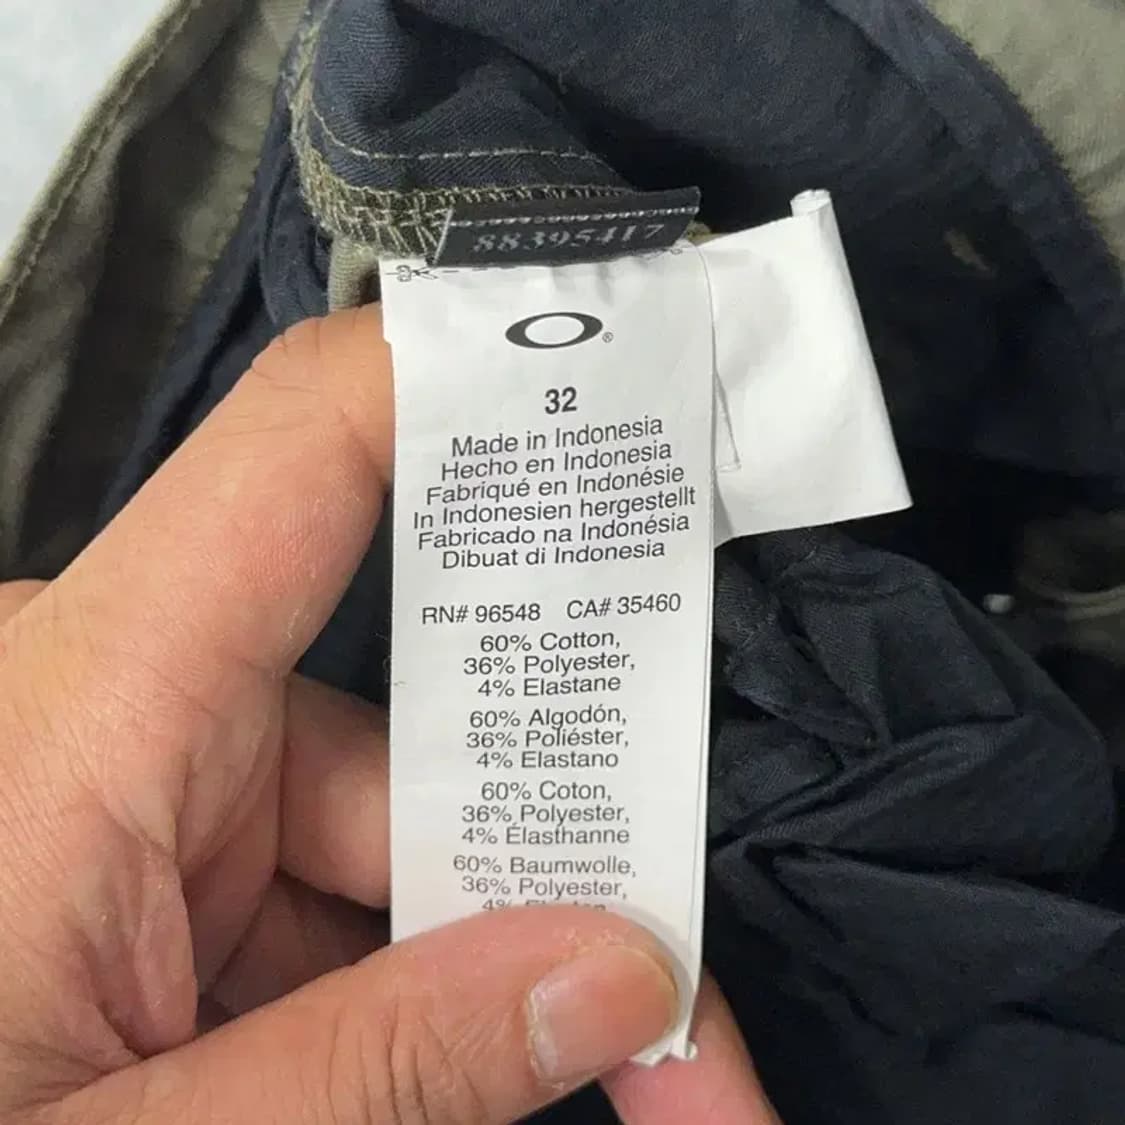 88395417
®
32
Made in Indonesia
Hecho en Indonesia
Fabriqué en Indonésie
In Indonesien hergestellt
Fabricado na Indonésia
Dibuat di Indonesia
RN# 96548 CA# 35460
60% Cotton,
36% Polyester,
4% Elastane
60% Algodón,
36% Poliéster,
4% Elastano
60% Coton,
36% Polyester,
4% Élasthanne
60% Baumwolle,
36% Polyester,
4%